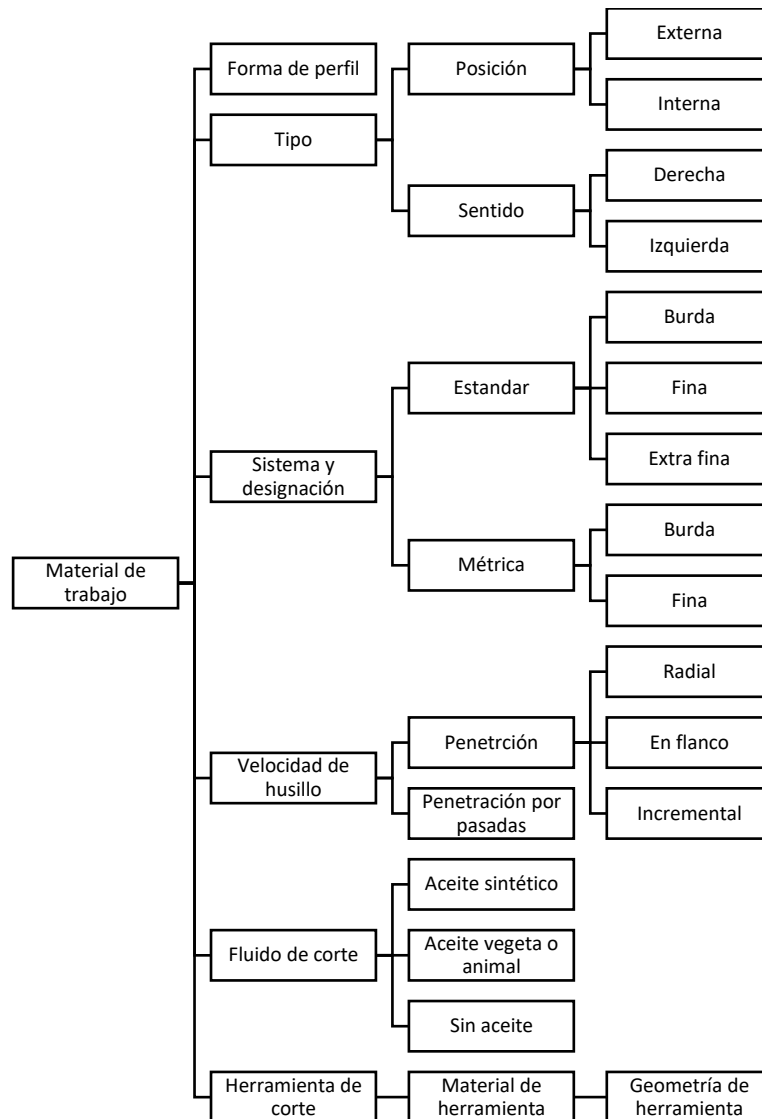 Externa
Forma de perfil
Posición
Interna
Tipo
Derecha
Sentido
Izquierda
Burda
Estandar
Fina
Extra fina
Sistema y
designación
Burda
Métrica
Fina
Material de
trabajo
Radial
Penetrción
En flanco
Velocidad de
husillo
Penetración por
pasadas
Incremental
Aceite sintético
Fluido de corte
Aceite vegeta o
animal
Sin aceite
Herramienta de
corte
Material de
herramienta
Geometría de
herramienta